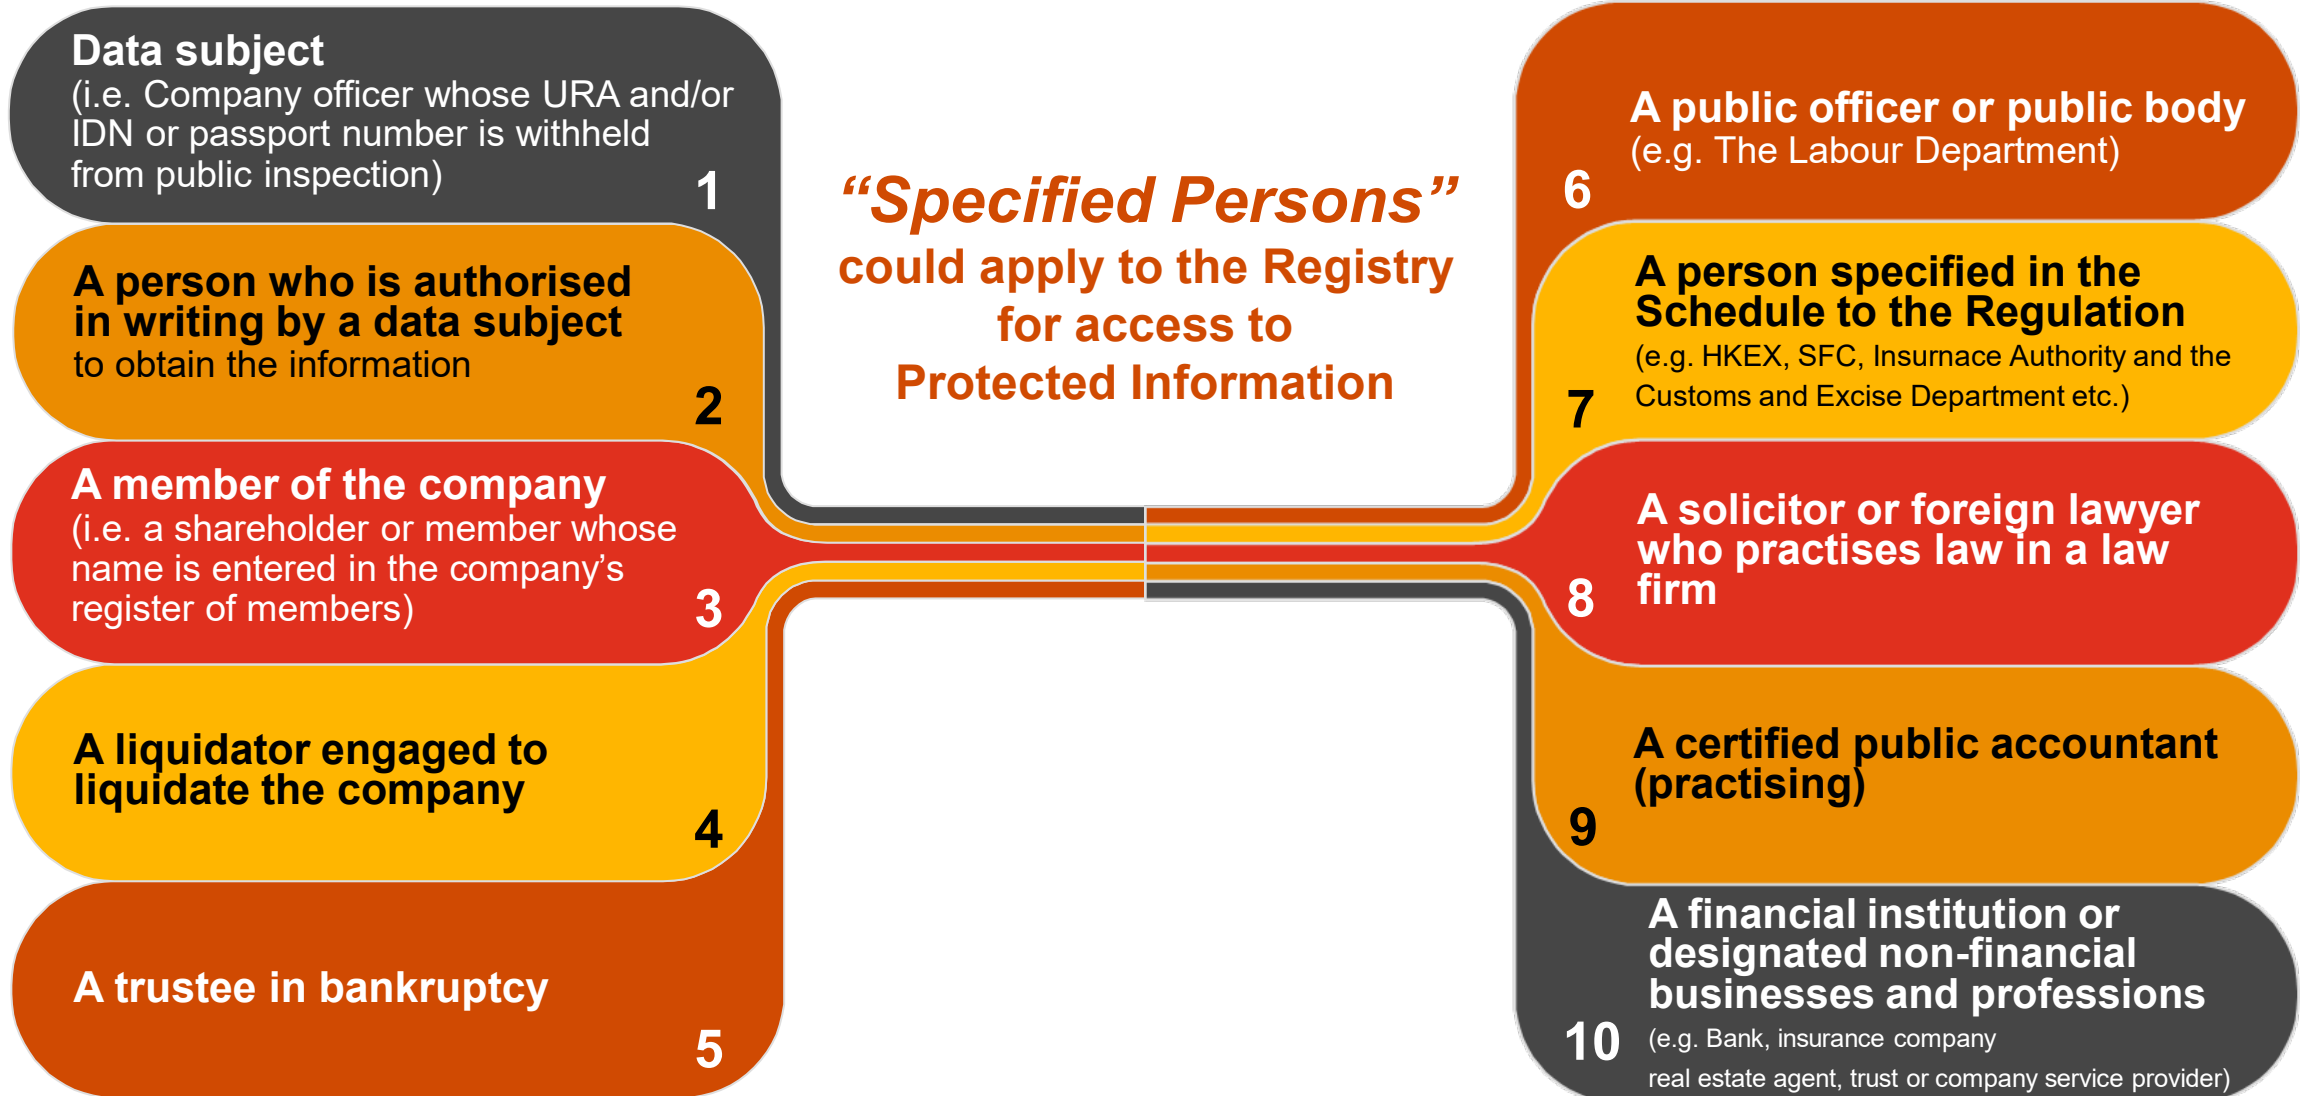 Data subject
(i.e. Company officer whose URA and/or
IDN or passport number is withheld
from public inspection)
1
A person who is authorised
in writing by a data subject
to obtain the information
2
A member of the company
(i.e. a shareholder or member whose
name is entered in the company’s
register of members)
3
A liquidator engaged to
liquidate the company
4
A trustee in bankruptcy
5
“Specified Persons”
could apply to the Registry
for access to
Protected Information
A public officer or public body
(e.g. The Labour Department)
6
A person specified in the
Schedule to the Regulation
(e.g. HKEX, SFC, Insurnace Authority and the
Customs and Excise Department etc.)
7
A solicitor or foreign lawyer
who practises law in a law
firm
8
A certified public accountant
(practising)
9
A financial institution or
designated non-financial
businesses and professions
(e.g. Bank, insurance company
real estate agent, trust or company service provider)
10